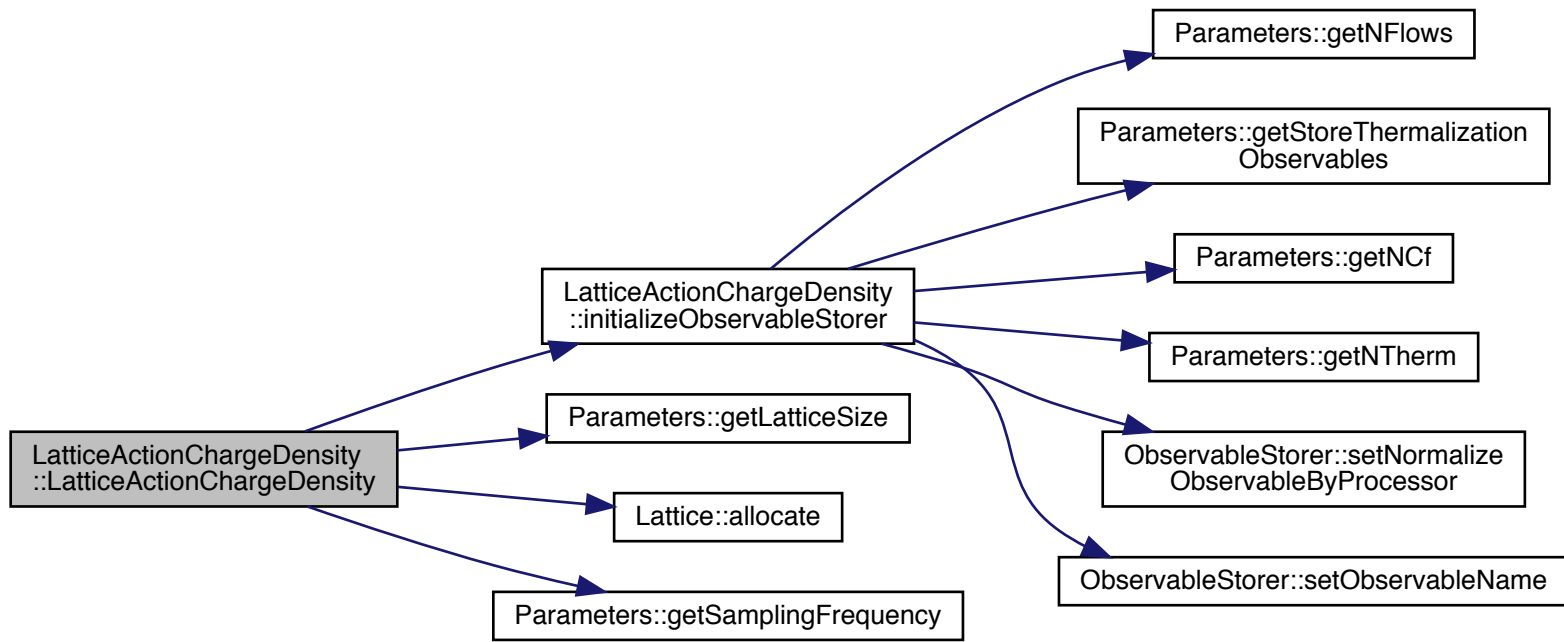 Parameters::getNFlows
Parameters::getStoreThermalization
Observables
Parameters::getNCf
LatticeActionChargeDensity
::initializeObservableStorer
Parameters::getNTherm
Parameters::getLatticeSize
LatticeActionChargeDensity
::LatticeActionChargeDensity
ObservableStorer::setNormalize
ObservableByProcessor
Lattice::allocate
ObservableStorer::setObservableName
Parameters::getSamplingFrequency